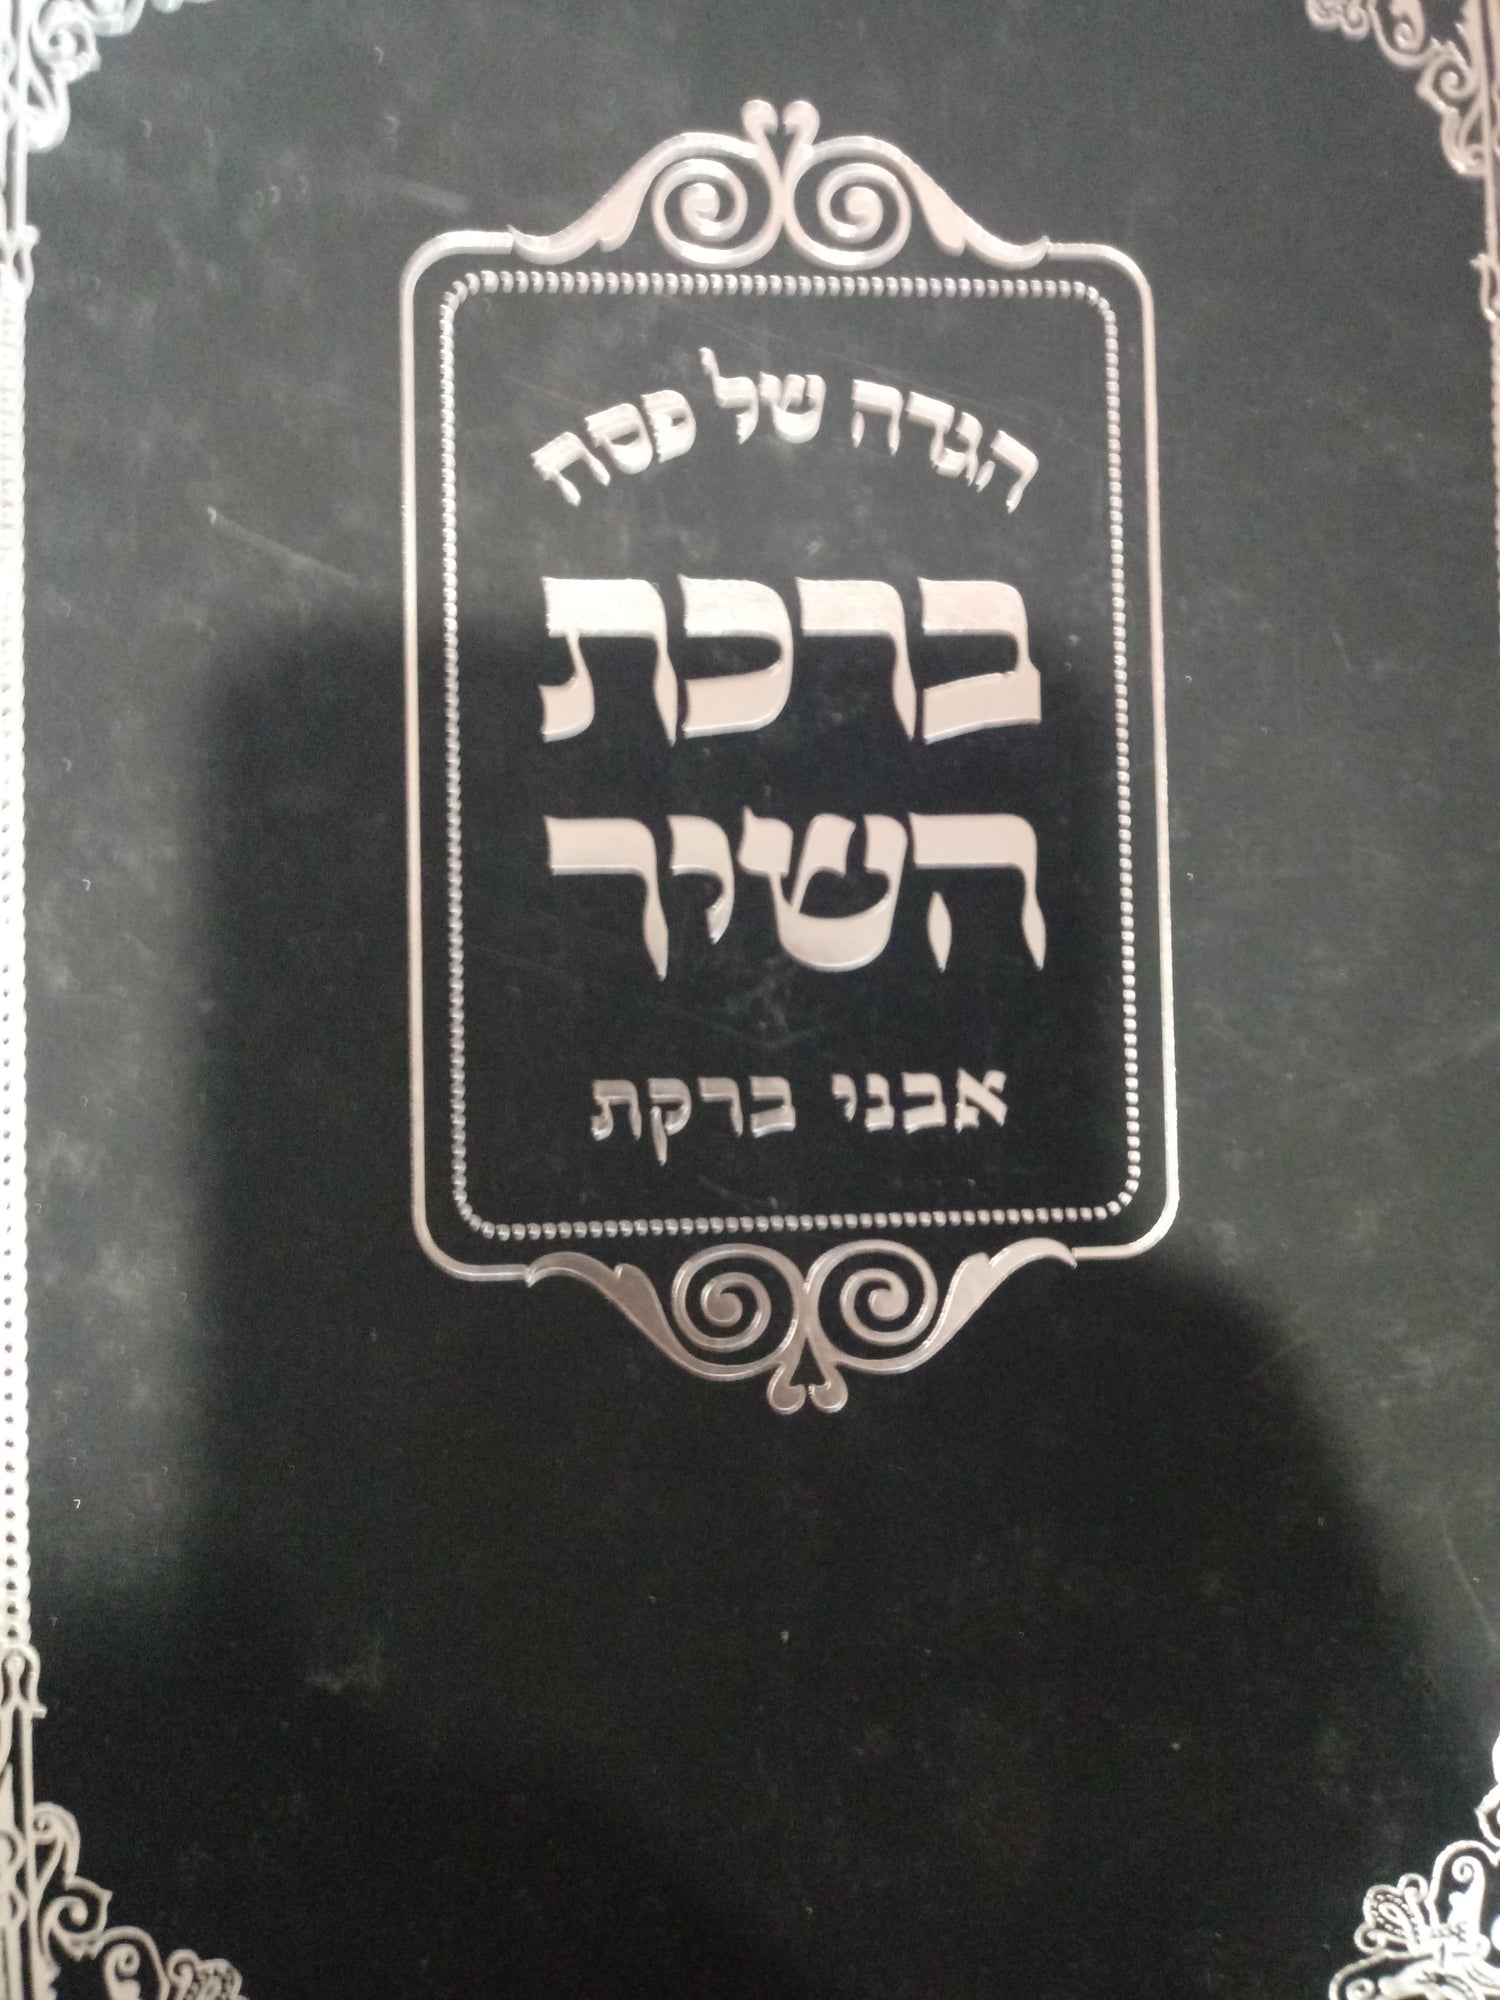 הגדה של פסח
ברכת
השיר
אבני ברקת